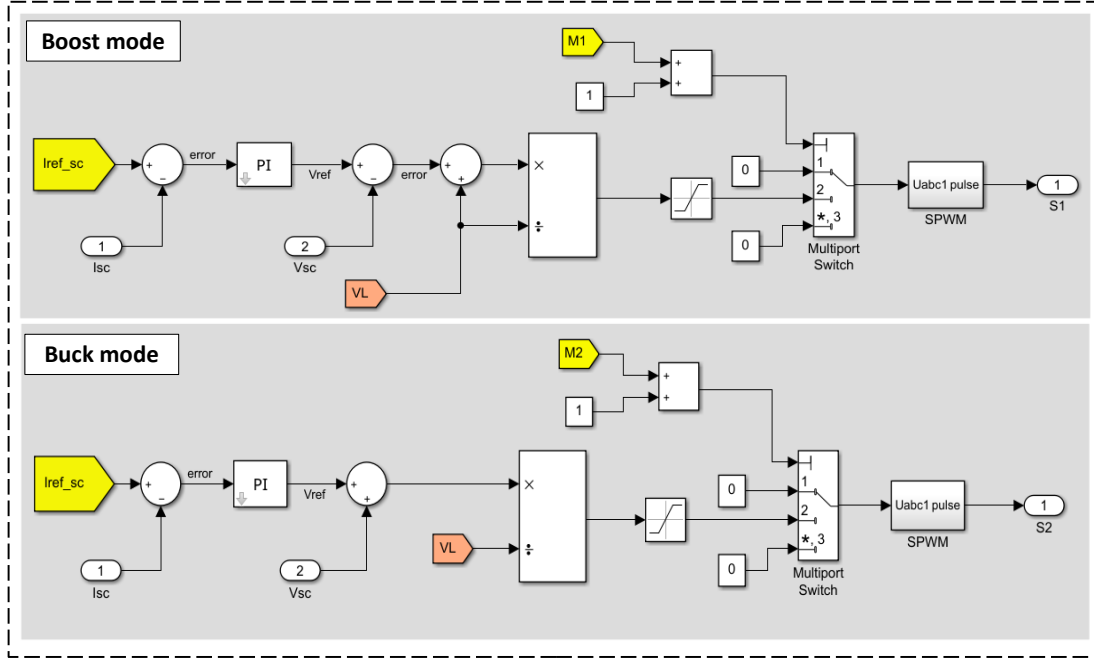 Boost mode
M1
+
+
1
Iref_sc
+
−
error
PI
Vref
+
−
error
+
+
×
÷
0
1
2
*, 3
0
Multiport
Switch
Uabc1 pulse
SPWM
1
S1
1
Isc
2
Vsc
VL
Buck mode
M2
+
+
1
Iref_sc
+
−
error
PI
Vref
+
+
×
÷
0
1
2
*, 3
0
Multiport
Switch
Uabc1 pulse
SPWM
1
S2
VL
1
Isc
2
Vsc